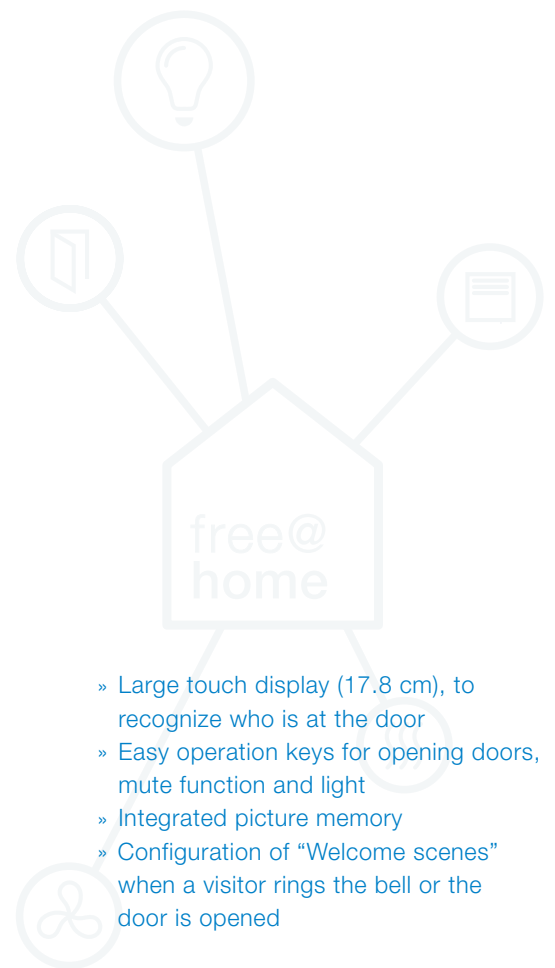 free@
home
» Large touch display (17.8 cm), to
recognize who is at the door
» Easy operation keys for opening doors,
mute function and light
» Integrated picture memory
» Configuration of “Welcome scenes”
when a visitor rings the bell or the
door is opened